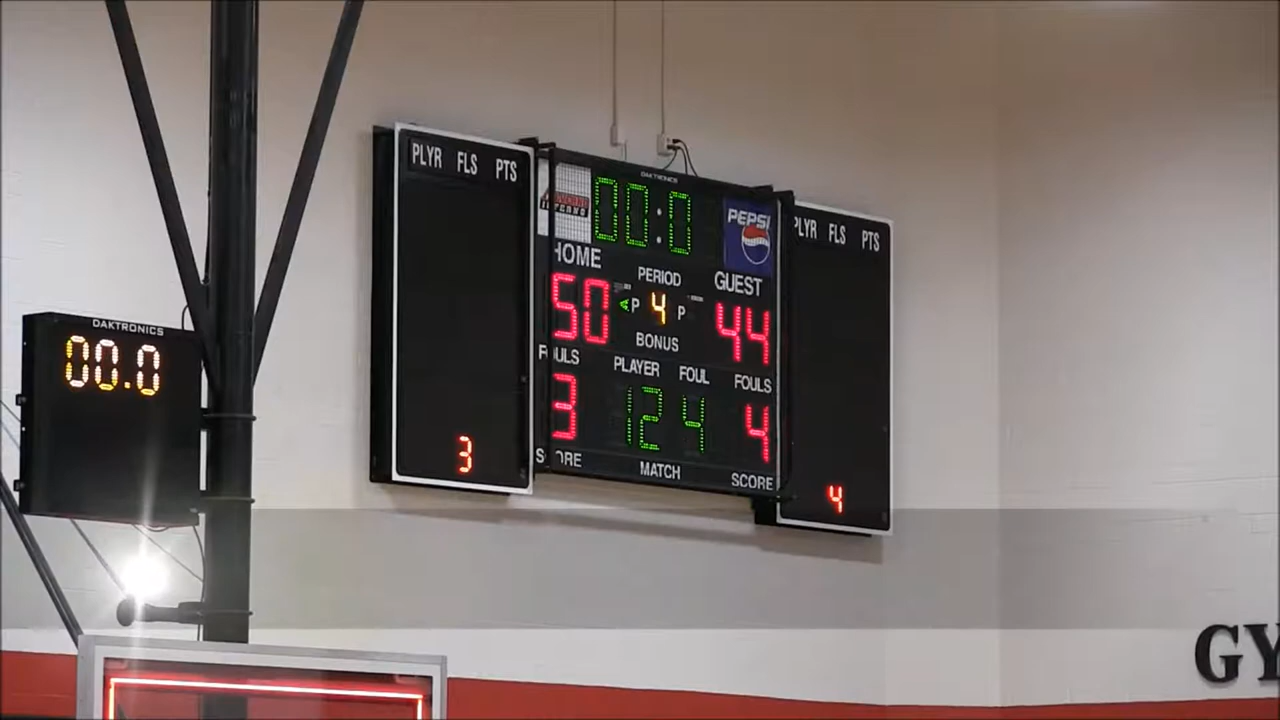 DAKTRONICS
00.0
PLYR FLS PTS
3
DAKTRONICS
00:0
PEPSI
HOME PERIOD GUEST
50 P 4 P 44
BONUS
FOULS PLAYER FOUL FOULS
3 12 4 4
MATCH SCORE
PLYR FLS PTS
4
GY